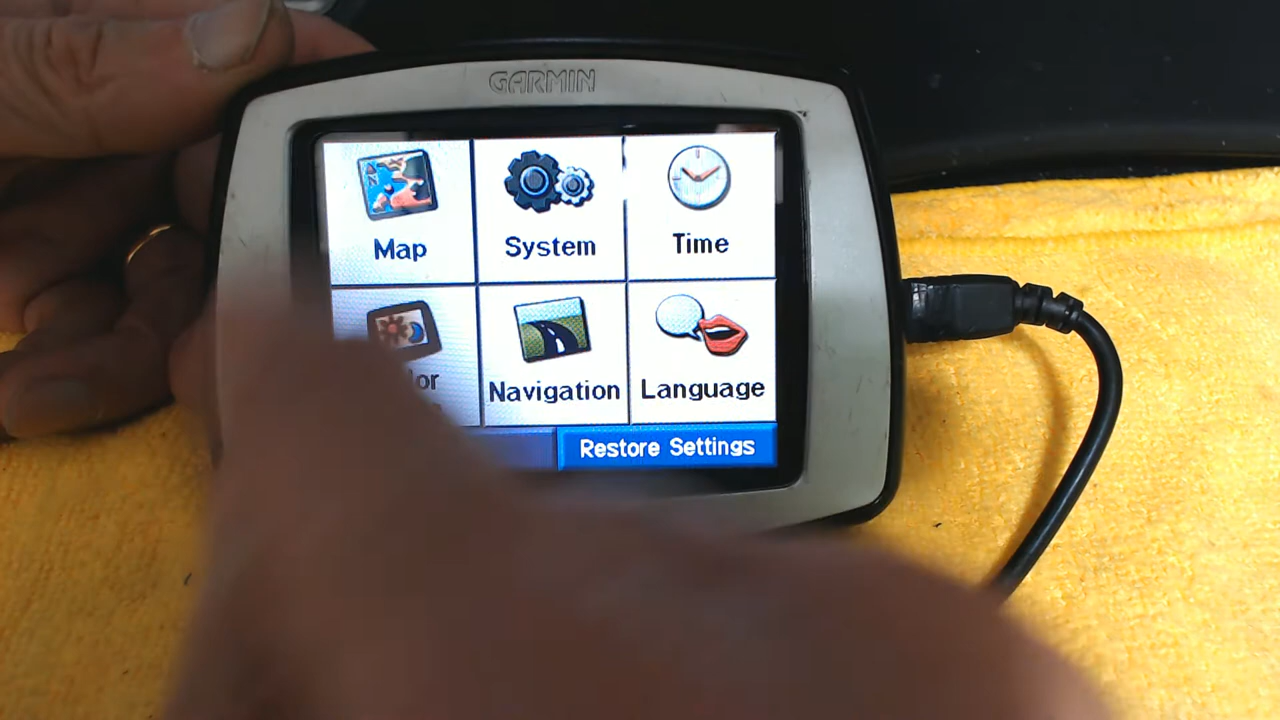 GARMIN
Map
System
Time
Navigation
Language
Restore Settings